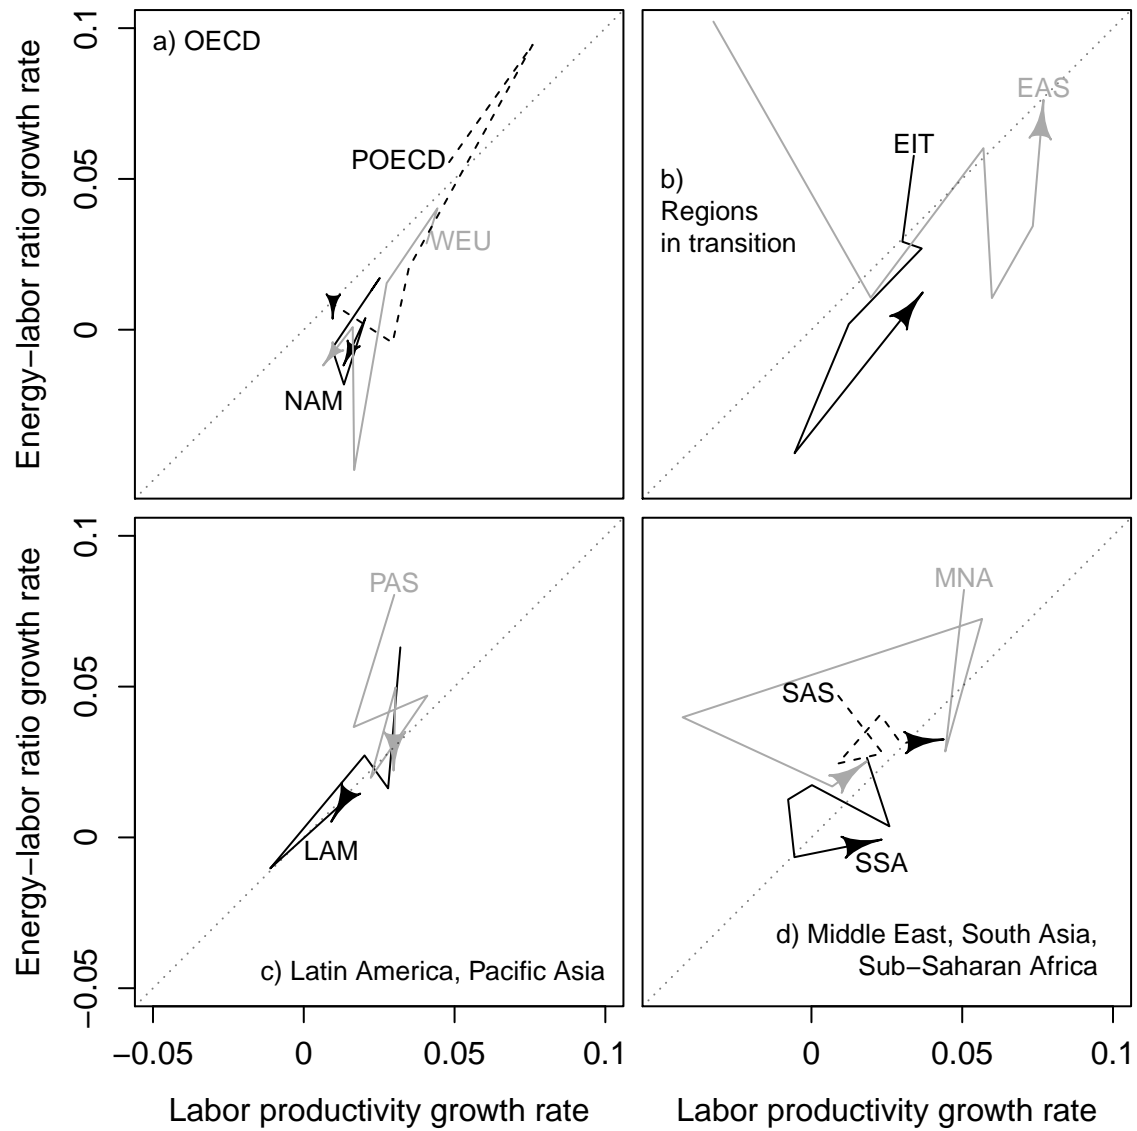 a) OECD
POECD
WEU
NAM
Energy−labor ratio growth rate
0.1
0.05
0
EAS
EIT
b)
Regions
in transition
PAS
LAM
c) Latin America, Pacific Asia
Energy−labor ratio growth rate
0.1
0.05
0
−0.05
−0.05
0
0.05
0.1
Labor productivity growth rate
MNA
SAS
SSA
d) Middle East, South Asia,
Sub−Saharan Africa
0
0.05
0.1
Labor productivity growth rate